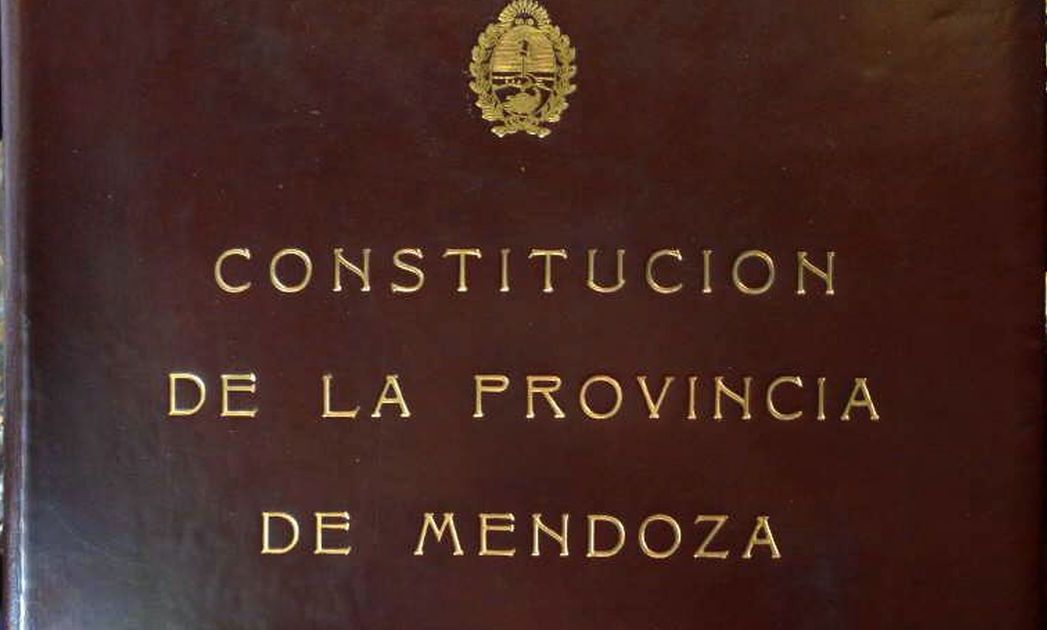 CONSTITUCION
DE LA PROVINCIA
DE MENDOZA